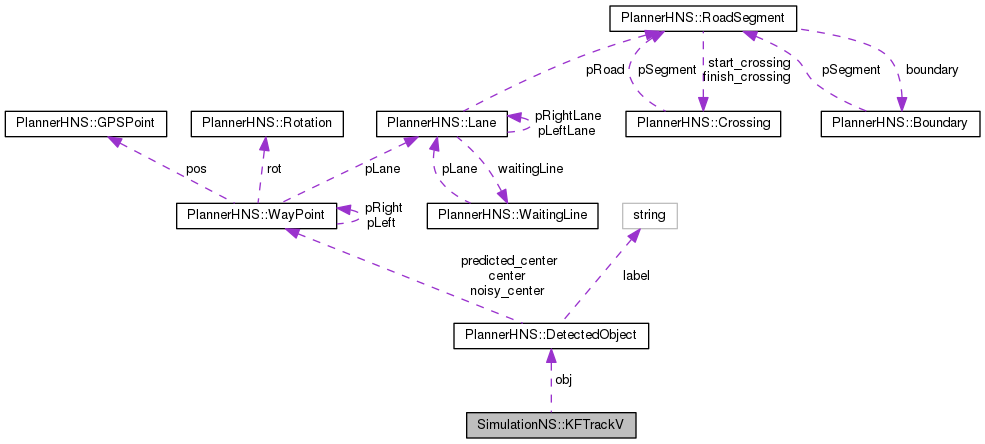 PlannerHNS::RoadSegment
start_crossing
finish_crossing
pRoad
pSegment
pSegment
boundary
pRightLane
pLeftLane
PlannerHNS::GPSPoint
PlannerHNS::Rotation
PlannerHNS::Lane
PlannerHNS::Crossing
PlannerHNS::Boundary
pos
rot
pLane
pLane
waitingLine
pRight
pLeft
PlannerHNS::WayPoint
PlannerHNS::WaitingLine
string
predicted_center
center
noisy_center
label
PlannerHNS::DetectedObject
obj
SimulationNS::KFTrackV